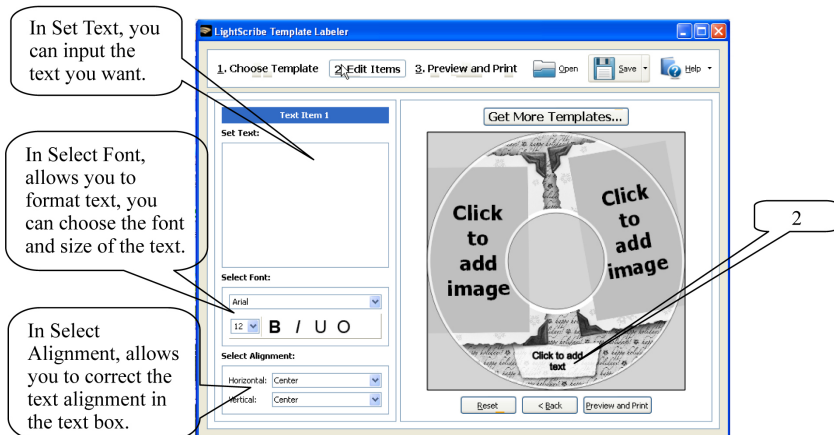 In Set Text, you
can input the
text you want.
In Select Font,
allows you to
format text, you
can choose the font
and size of the text.
In Select
Alignment, allows
you to correct the
text alignment in
the text box.
LightScribe Template Labeler
1. Choose Template 2. Edit Items 3. Preview and Print Open Save Help
Text Item 1
Set Text:
Select Font:
Arial
12 B I U O
Select Alignment:
Horizontal: Center
Vertical: Center
Get More Templates...
Click
to
add
image
Click
to
add
image
Click to add
text
Reset < Back Preview and Print
2